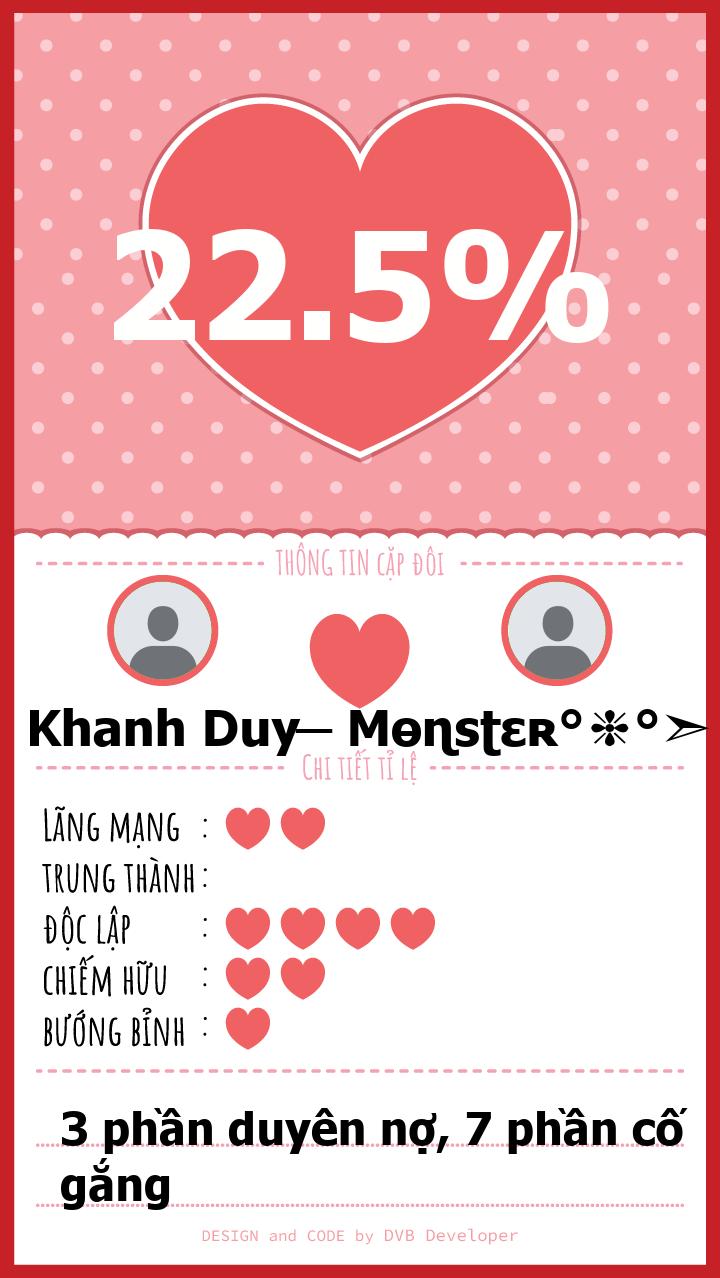 22.5%
THÔNG TIN CẶP ĐÔI
Khanh Duy— Mɵɳsʈɛʀ°❉°➣
CHI TIẾT TỈ LỆ
LÃNG MẠNG :
TRUNG THÀNH :
ĐỘC LẬP :
CHIẾM HỮU :
BƯỚNG BỈNH :
3 phần duyên nợ, 7 phần cố
gắng
DESIGN and CODE by DVB Developer